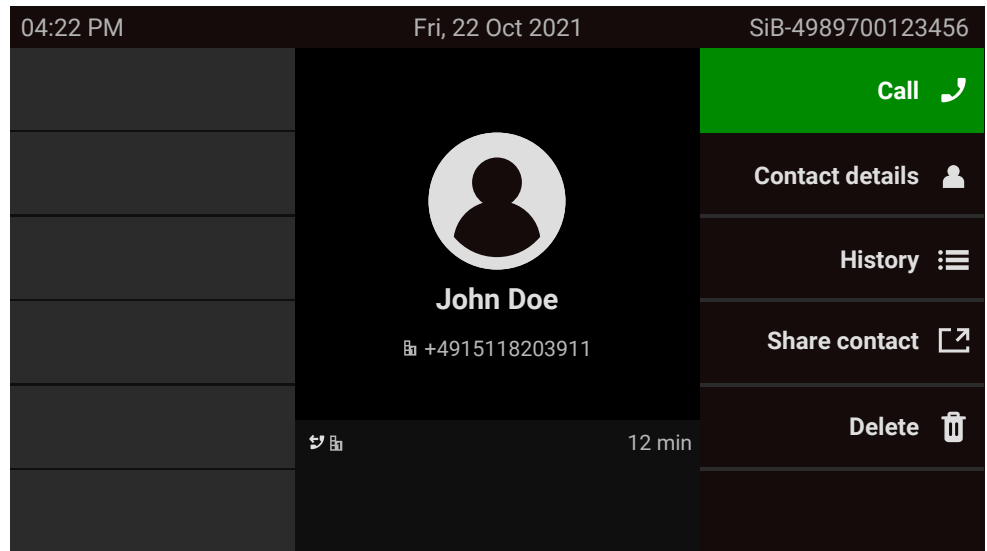 04:22 PM Fri, 22 Oct 2021 SiB-4989700123456
Call
Contact details
History
John Doe
Share contact
+4915118203911
Delete
12 min